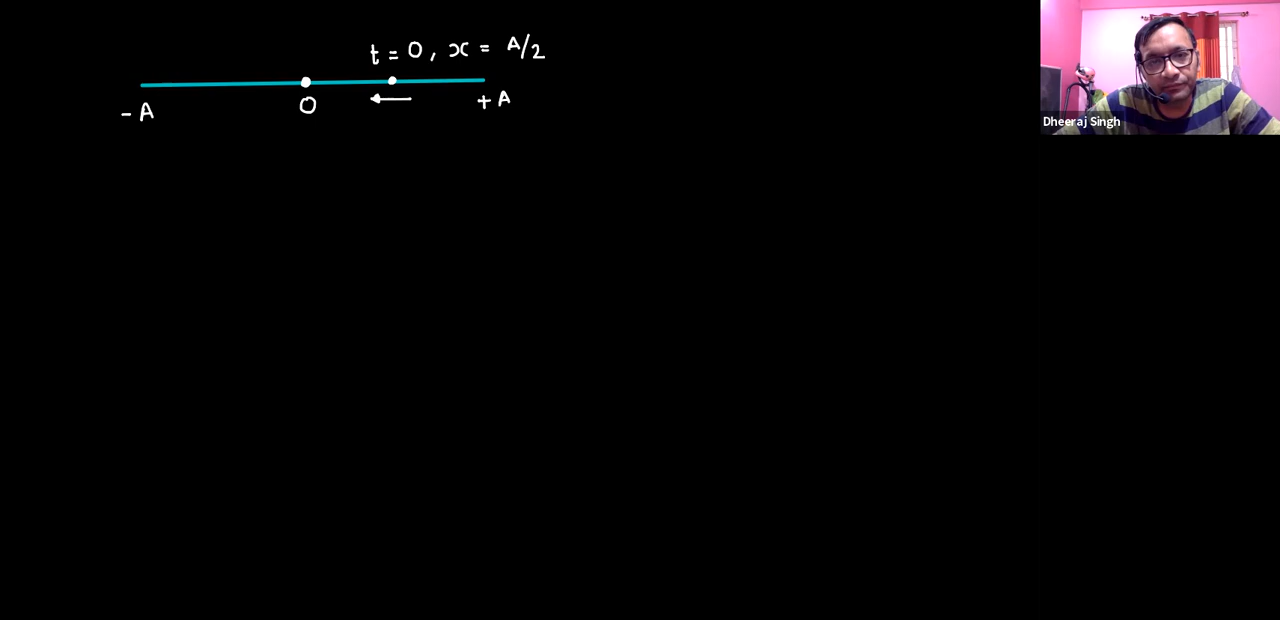 t = 0, x = A/2
-A O +A
Dheeraj Singh